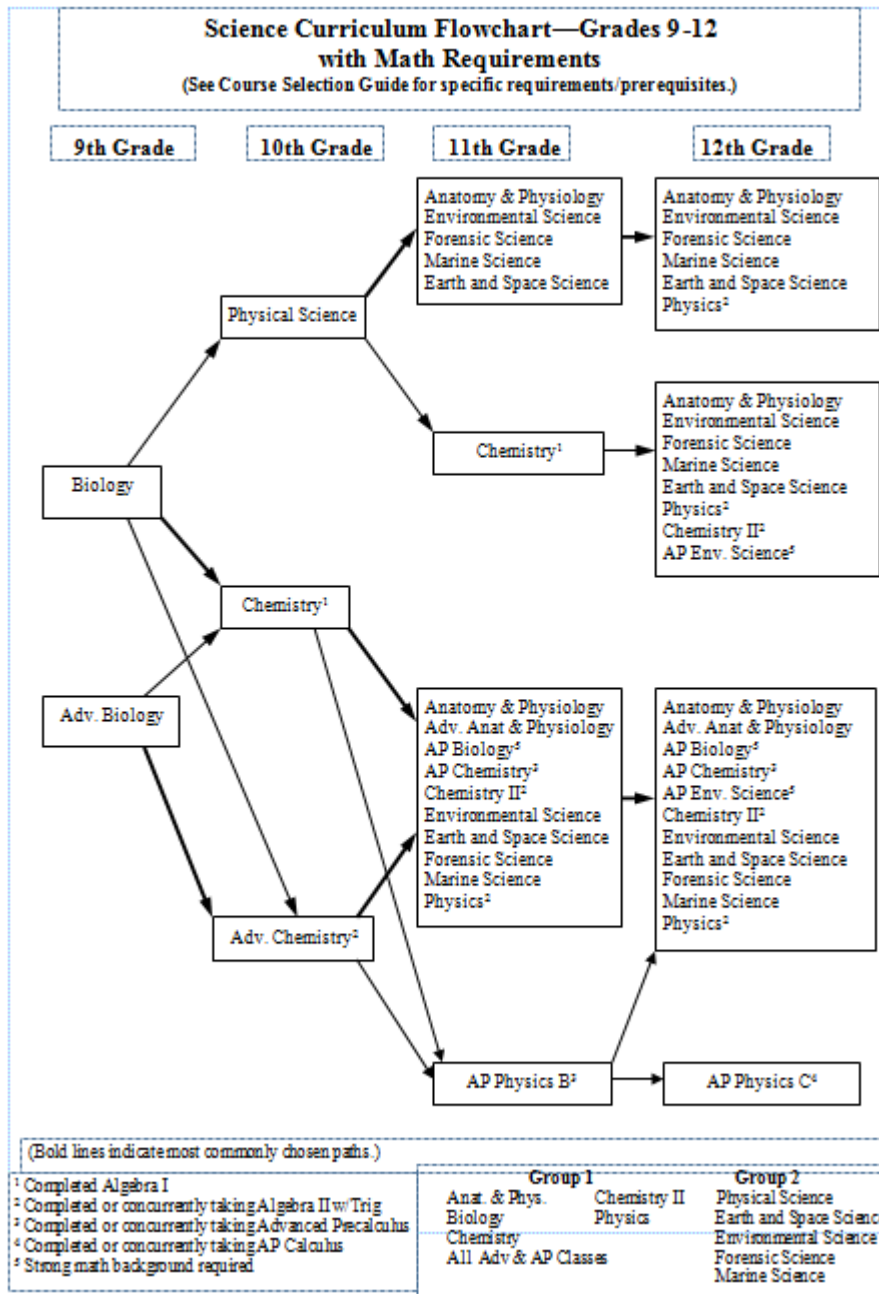 Science Curriculum Flowchart—Grades 9-12
with Math Requirements
(See Course Selection Guide for specific requirements/prerequisites.)
9th Grade
10th Grade
11th Grade
12th Grade
Anatomy & Physiology
Environmental Science
Forensic Science
Marine Science
Earth and Space Science
Anatomy & Physiology
Environmental Science
Forensic Science
Marine Science
Earth and Space Science
Physics²
Physical Science
Chemistry¹
Anatomy & Physiology
Environmental Science
Forensic Science
Marine Science
Earth and Space Science
Physics²
Chemistry II²
AP Env. Science⁵
Biology
Chemistry¹
Adv. Biology
Adv. Chemistry²
Anatomy & Physiology
Adv. Anat & Physiology
AP Biology⁵
AP Chemistry³
Chemistry II²
Environmental Science
Earth and Space Science
Forensic Science
Marine Science
Physics²
Anatomy & Physiology
Adv. Anat & Physiology
AP Biology⁵
AP Chemistry³
AP Env. Science⁵
Chemistry II²
Environmental Science
Earth and Space Science
Forensic Science
Marine Science
Physics²
AP Physics B³
AP Physics C⁴
(Bold lines indicate most commonly chosen paths.)
¹ Completed Algebra I
² Completed or concurrently taking Algebra II w/Trig
³ Completed or concurrently taking Advanced Precalculus
⁴ Completed or concurrently taking AP Calculus
⁵ Strong math background required
Group 1
Anat. & Phys. Chemistry II
Biology Physics
Chemistry
All Adv & AP Classes
Group 2
Physical Science
Earth and Space Science
Environmental Science
Forensic Science
Marine Science